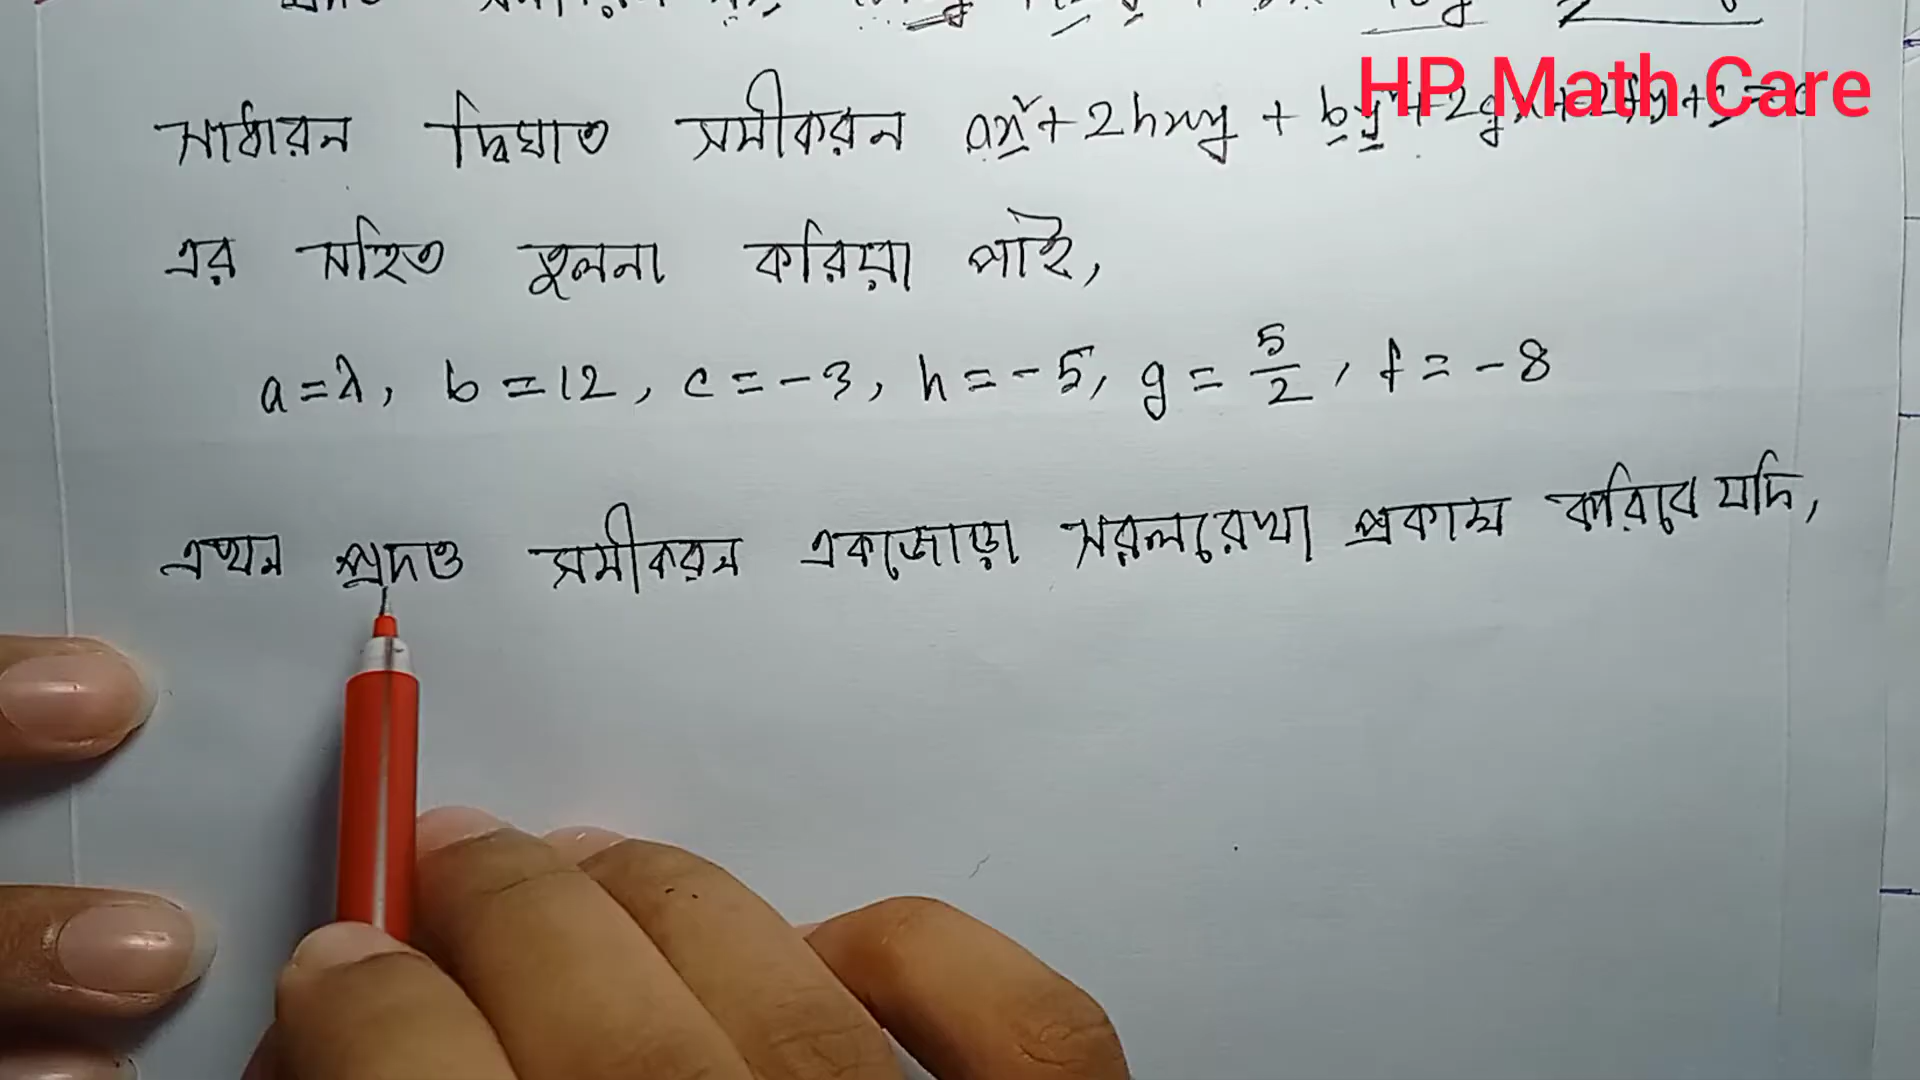 HP Math Care
সাধারন দ্বিঘাত সমীকরন ax²+2hxy + by²+2gx+2fy+c=0
এর সহিত তুলনা করিয়া পাই,
a=λ, b=12, c=-3, h=-5, g=5/2, f=-8
এখন প্রদত্ত সমীকরন একজোড়া সরলরেখা প্রকাশ করিবে যদি,